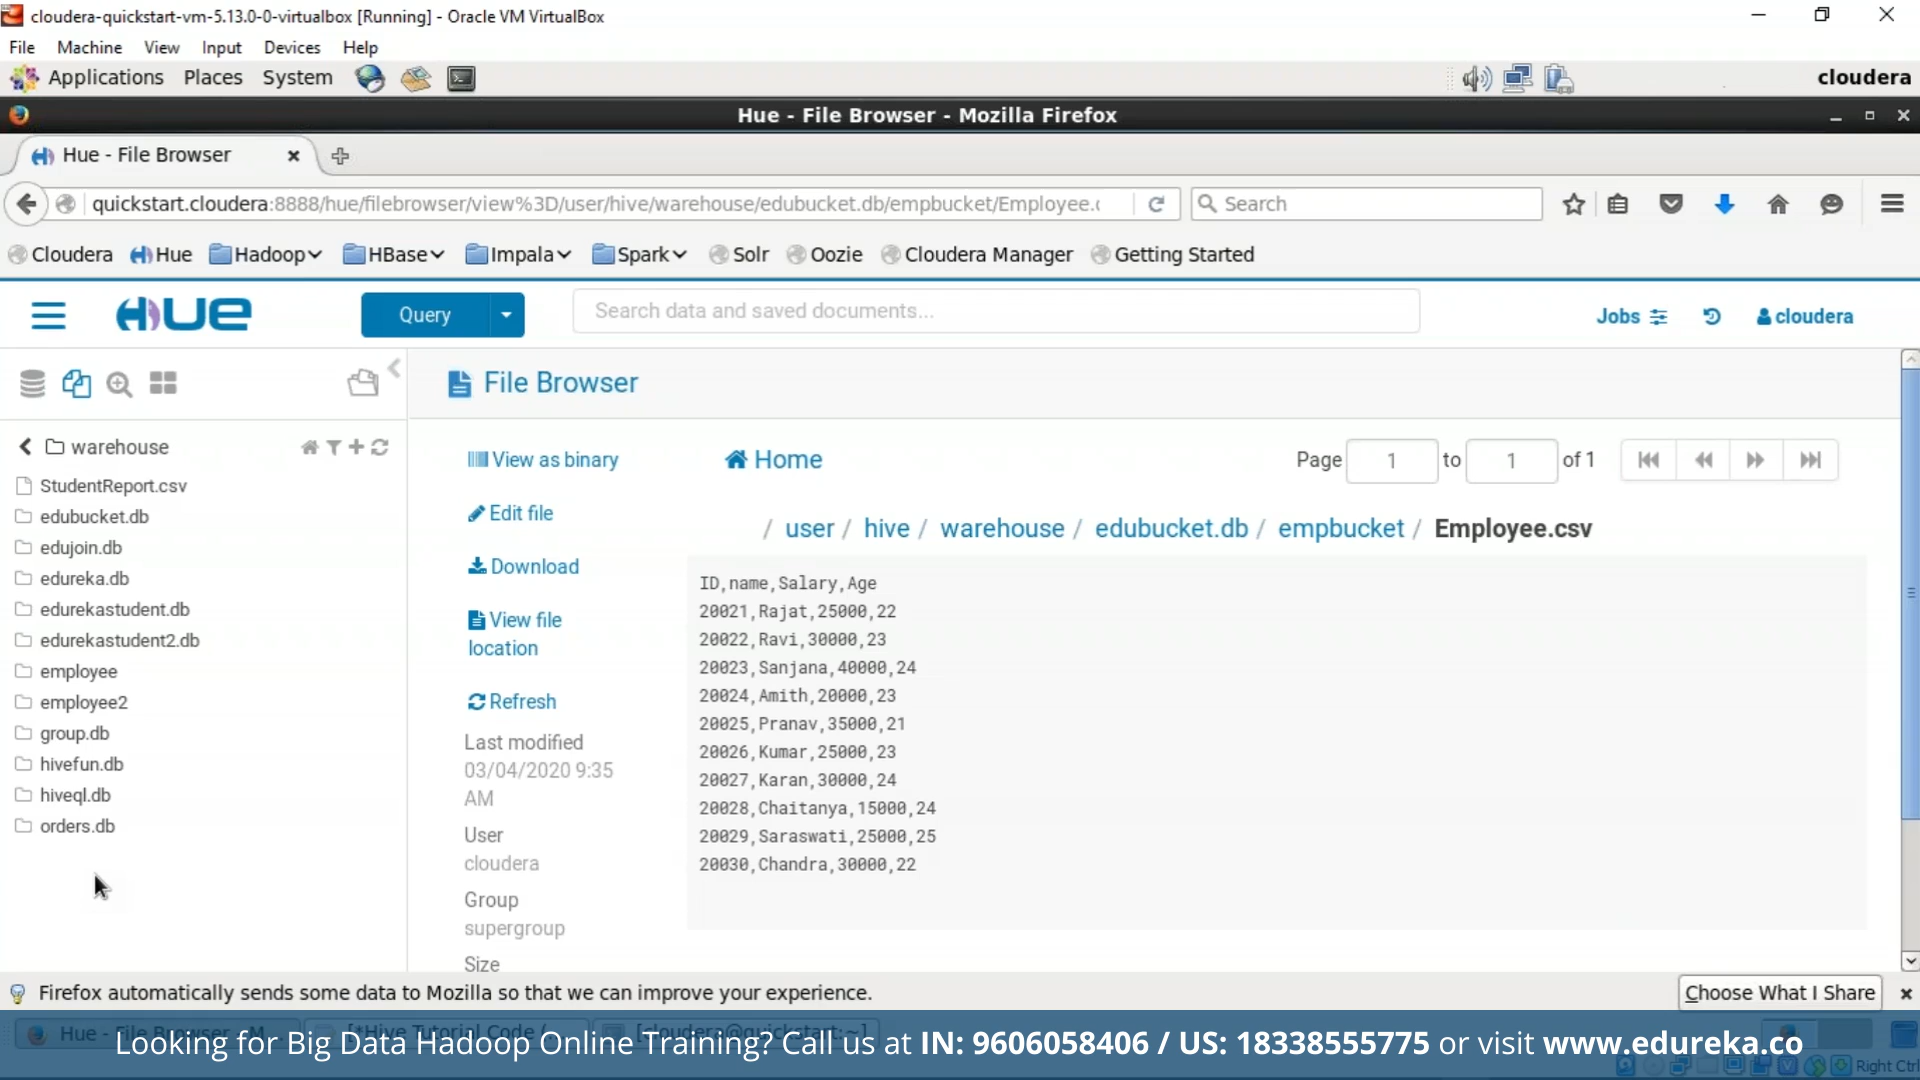 cloudera-quickstart-vm-5.13.0-0-virtualbox [Running] - Oracle VM VirtualBox
File Machine View Input Devices Help
Applications Places System cloudera
Hue - File Browser - Mozilla Firefox
Hue - File Browser
quickstart.cloudera:8888/hue/filebrowser/view%3D/user/hive/warehouse/edubucket.db/empbucket/Employee.c Search
Cloudera Hue Hadoop HBase Impala Spark Solr Oozie Cloudera Manager Getting Started
HUE Query Search data and saved documents... Jobs cloudera
File Browser
warehouse
StudentReport.csv
edubucket.db
edujoin.db
edureka.db
edurekastudent.db
edurekastudent2.db
employee
employee2
group.db
hivefun.db
hiveql.db
orders.db
View as binary
Edit file
Download
View file
location
Refresh
Last modified
03/04/2020 9:35
AM
User
cloudera
Group
supergroup
Size
Home Page 1 to 1 of 1
/ user / hive / warehouse / edubucket.db / empbucket / Employee.csv
ID,name,Salary,Age
20021,Rajat,25000,22
20022,Ravi,30000,23
20023,Sanjana,40000,24
20024,Amith,20000,23
20025,Pranav,35000,21
20026,Kumar,25000,23
20027,Karan,30000,24
20028,Chaitanya,15000,24
20029,Saraswati,25000,25
20030,Chandra,30000,22
Firefox automatically sends some data to Mozilla so that we can improve your experience. Choose What I Share
Hue - File Browser - M... [*Hive Tutorial Code (... [cloudera@quickstart:~]
Looking for Big Data Hadoop Online Training? Call us at IN: 9606058406 / US: 18338555775 or visit www.edureka.co
Right Ctrl